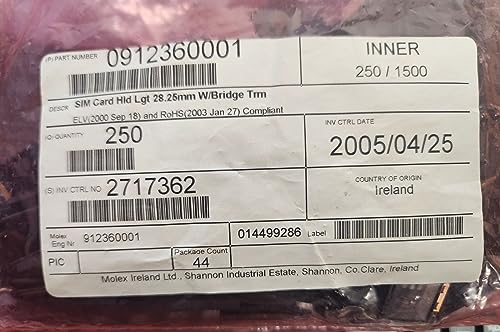 (P) PART NUMBER 0912360001
INNER
250 / 1500
DESCR SIM Card Hld Lgt 28.25mm W/Bridge Trm
ELV(2000 Sep 18) and RoHS(2003 Jan 27) Compliant
(Q) QUANTITY 250
INV CTRL DATE
2005/04/25
(S) INV CTRL NO 2717362
COUNTRY OF ORIGIN
Ireland
Molex
Eng Nr 912360001
014499286 Label
PIC
Package Count
44
Molex Ireland Ltd., Shannon Industrial Estate, Shannon, Co.Clare, Ireland